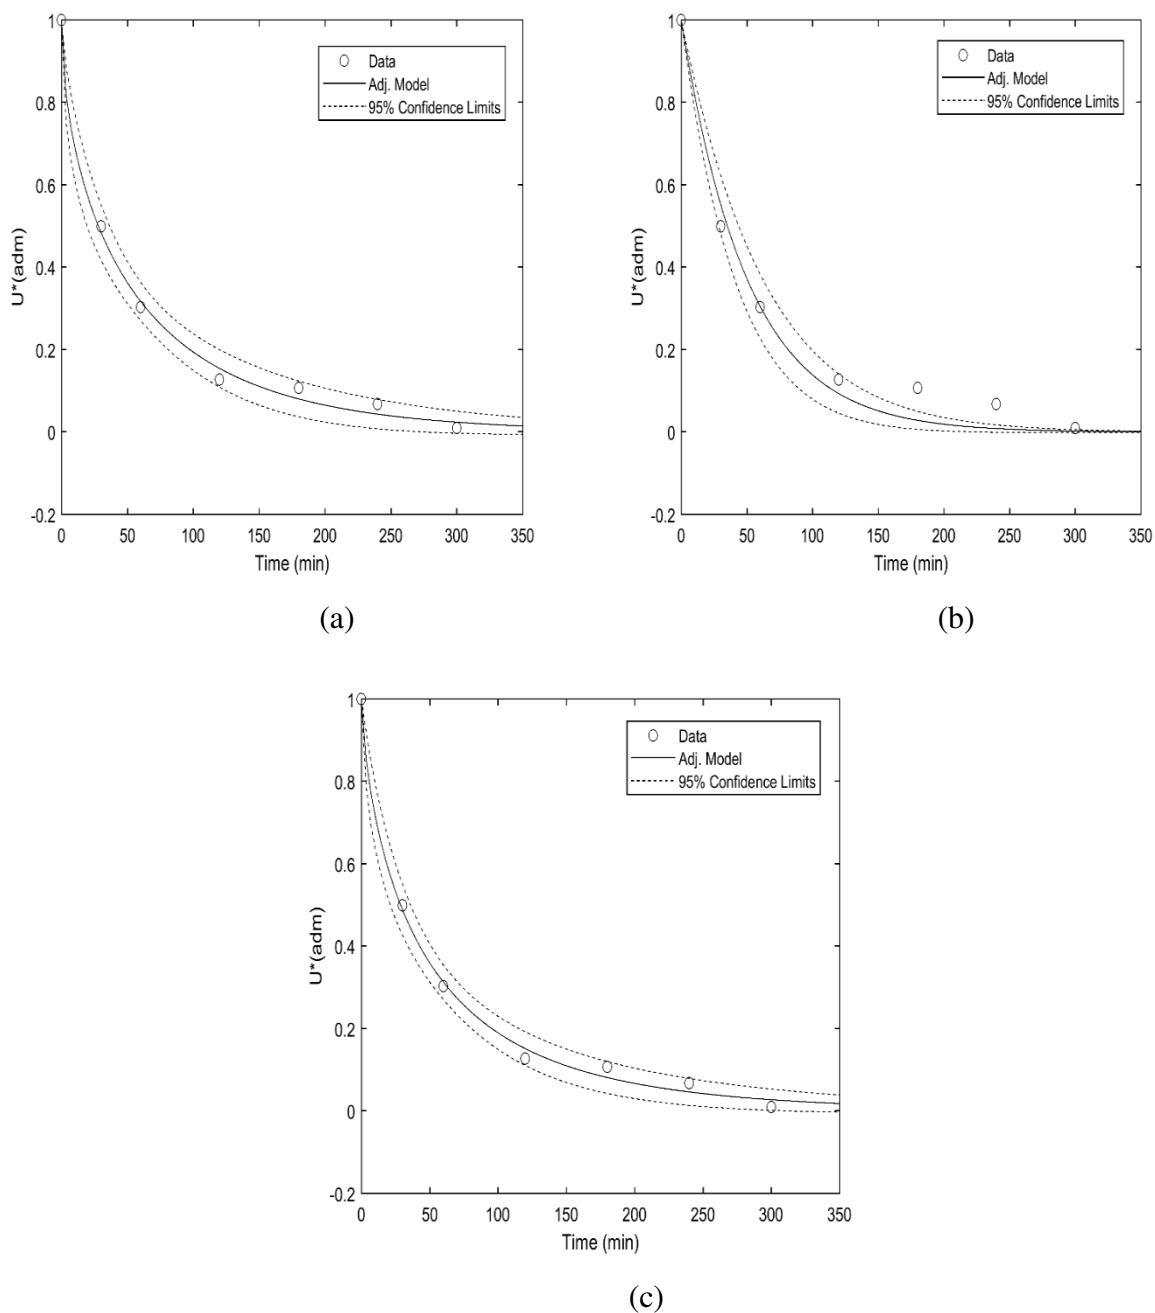 1
0.8
0.6
0.4
0.2
0
-0.2
U*(adm)
0 50 100 150 200 250 300 350
Time (min)
Data
Adj. Model
95% Confidence Limits
(a)
1
0.8
0.6
0.4
0.2
0
-0.2
U*(adm)
0 50 100 150 200 250 300 350
Time (min)
Data
Adj. Model
95% Confidence Limits
(b)
1
0.8
0.6
0.4
0.2
0
-0.2
U*(adm)
0 50 100 150 200 250 300 350
Time (min)
Data
Adj. Model
95% Confidence Limits
(c)